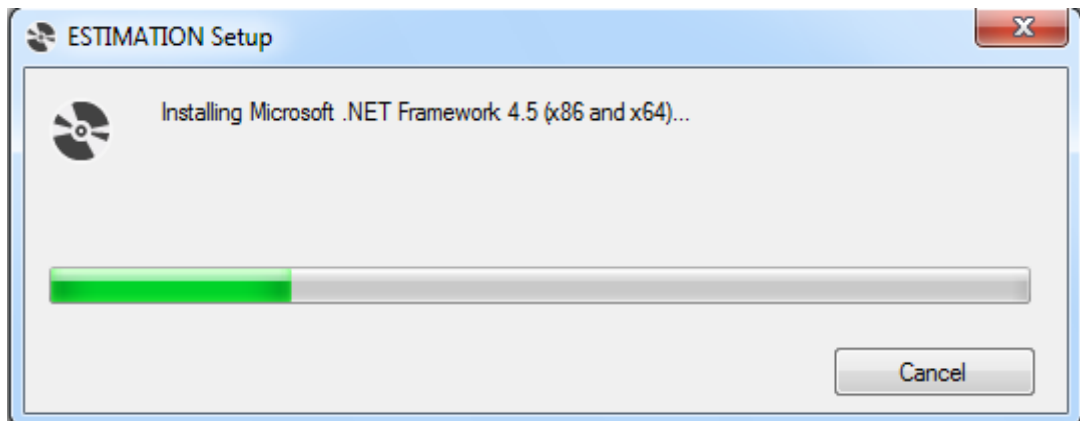 ESTIMATION Setup
Installing Microsoft .NET Framework 4.5 (x86 and x64)...
Cancel